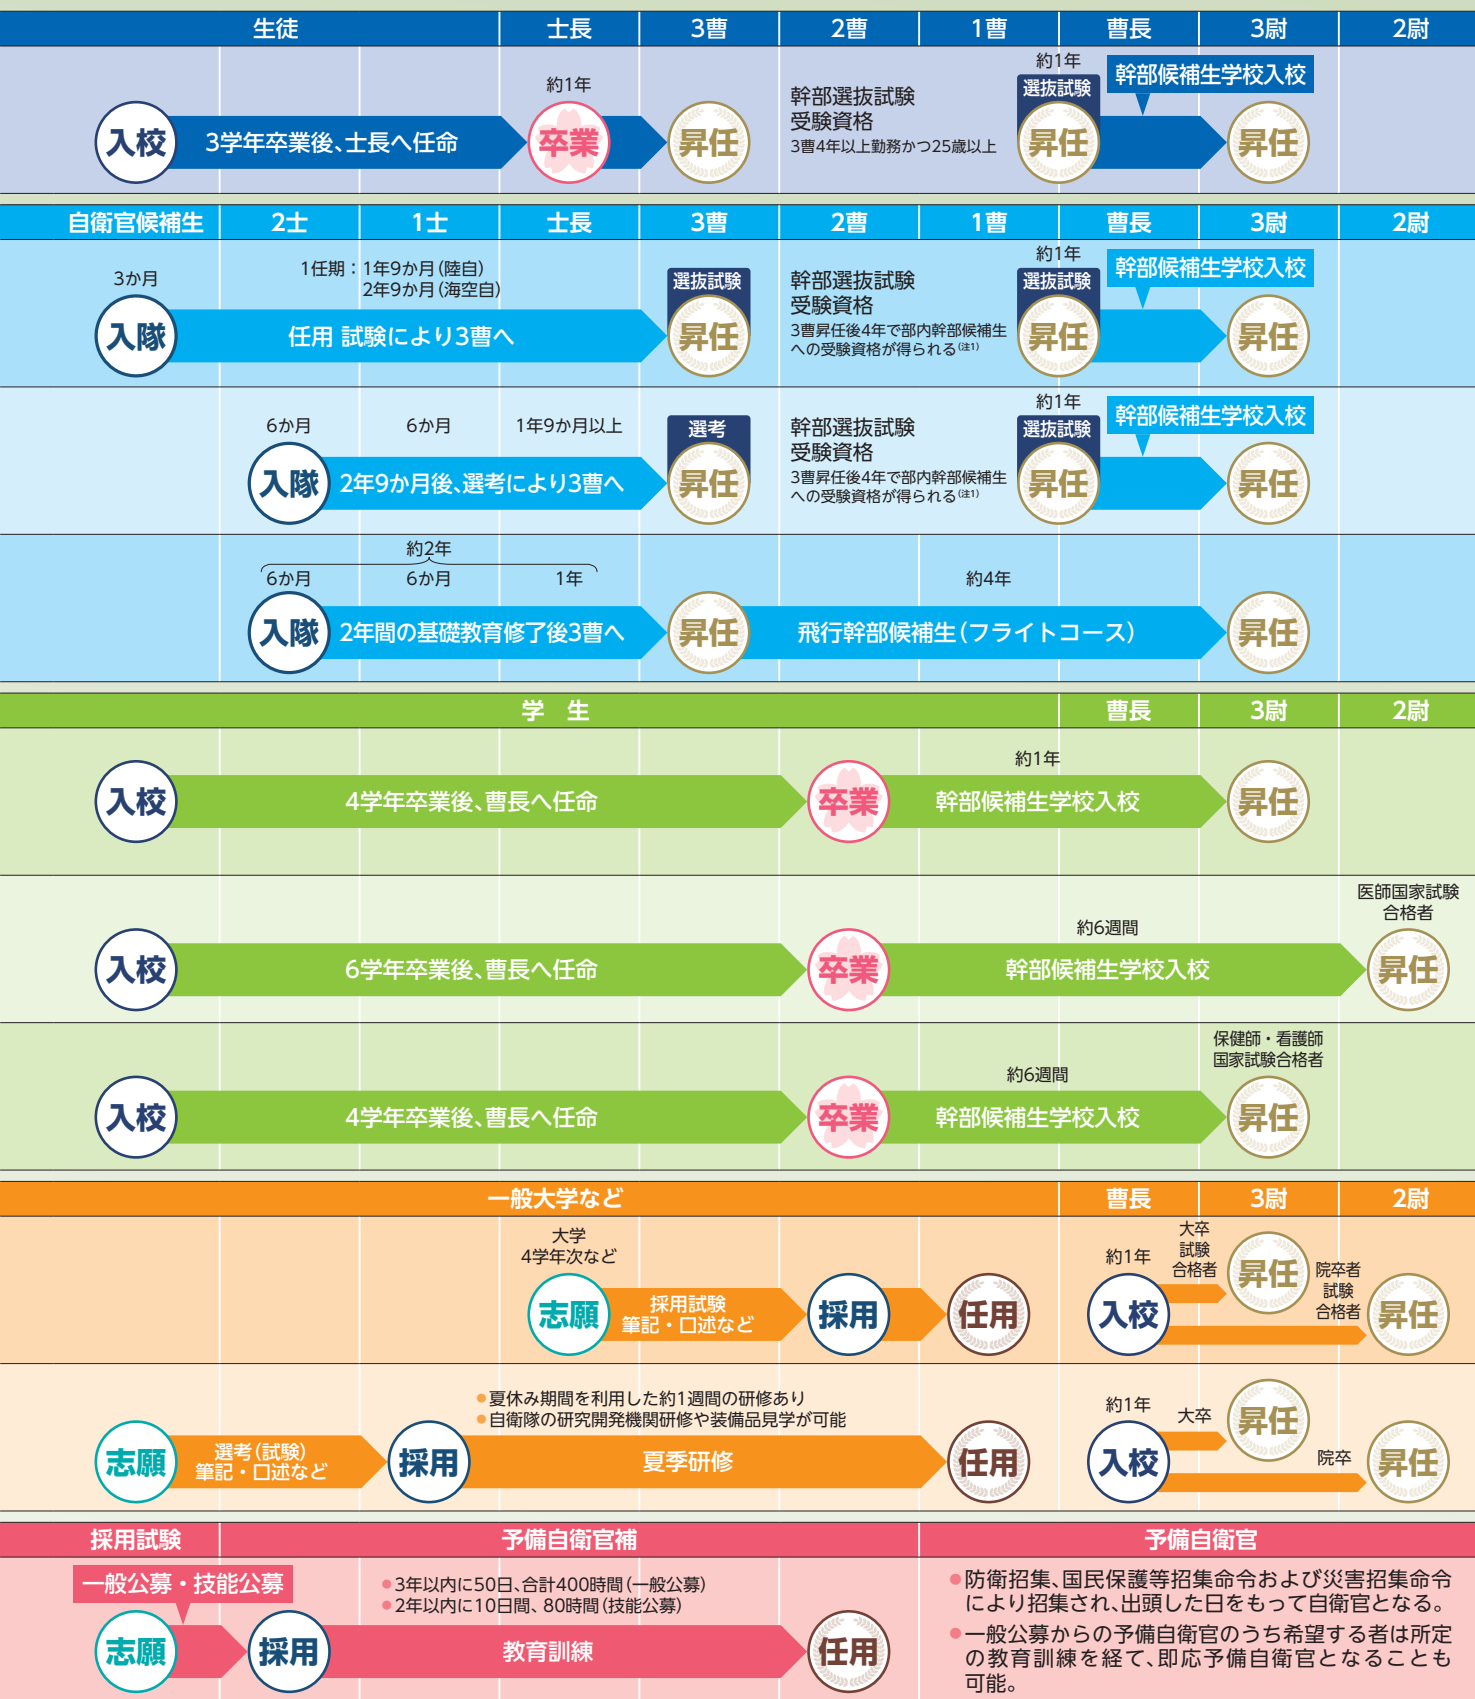 生徒 士長 3曹 2曹 1曹 曹長 3尉 2尉
約1年
約1年
選抜試験
幹部候補生学校入校
入校
3学年卒業後、士長へ任命
卒業
昇任
幹部選抜試験
受験資格
3曹4年以上勤務かつ25歳以上
昇任
昇任
自衛官候補生 2士 1士 士長 3曹 2曹 1曹 曹長 3尉 2尉
3か月
1任期：1年9か月（陸自）
2年9か月（海空自）
入隊
任用 試験により3曹へ
選抜試験
昇任
幹部選抜試験
受験資格
3曹昇任後4年で部内幹部候補生
への受験資格が得られる（注1）
約1年
選抜試験
昇任
幹部候補生学校入校
昇任
6か月
6か月
1年9か月以上
入隊
2年9か月後、選考により3曹へ
選考
昇任
幹部選抜試験
受験資格
3曹昇任後4年で部内幹部候補生
への受験資格が得られる（注1）
約1年
選抜試験
昇任
幹部候補生学校入校
昇任
約2年
6か月
6か月
1年
入隊
2年間の基礎教育修了後3曹へ
昇任
約4年
飛行幹部候補生（フライトコース）
昇任
学 生 曹長 3尉 2尉
入校
4学年卒業後、曹長へ任命
卒業
約1年
幹部候補生学校入校
昇任
入校
6学年卒業後、曹長へ任命
卒業
約6週間
幹部候補生学校入校
医師国家試験
合格者
昇任
入校
4学年卒業後、曹長へ任命
卒業
約6週間
幹部候補生学校入校
保健師・看護師
国家試験合格者
昇任
一般大学など 曹長 3尉 2尉
大学
4学年次など
志願
採用試験
筆記・口述など
採用
任用
約1年
入校
大卒
試験
合格者
昇任
院卒者
試験
合格者
昇任
志願
選考（試験）
筆記・口述など
採用
●夏休み期間を利用した約1週間の研修あり
●自衛隊の研究開発機関研修や装備品見学が可能
夏季研修
任用
約1年
入校
大卒
昇任
院卒
昇任
採用試験 予備自衛官補 予備自衛官
一般公募・技能公募
志願
採用
●3年以内に50日、合計400時間（一般公募）
●2年以内に10日間、80時間（技能公募）
教育訓練
任用
●防衛招集、国民保護等招集命令および災害招集命令
により招集され、出頭した日をもって自衛官となる。
●一般公募からの予備自衛官のうち希望する者は所定
の教育訓練を経て、即応予備自衛官となることも
可能。